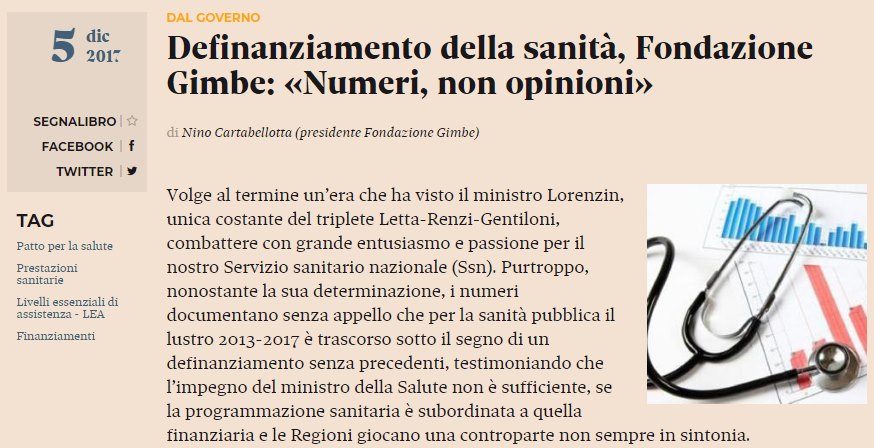 5 dic
2017
SEGNALIBRO
FACEBOOK
TWITTER
TAG
Patto per la salute
Prestazioni
sanitarie
Livelli essenziali di
assistenza - LEA
Finanziamenti
DAL GOVERNO
Definanziamento della sanità, Fondazione
Gimbe: «Numeri, non opinioni»
di Nino Cartabellotta (presidente Fondazione Gimbe)
Volge al termine un’era che ha visto il ministro Lorenzin,
unica costante del triplete Letta-Renzi-Gentiloni,
combattere con grande entusiasmo e passione per il
nostro Servizio sanitario nazionale (Ssn). Purtroppo,
nonostante la sua determinazione, i numeri
documentano senza appello che per la sanità pubblica il
lustro 2013-2017 è trascorso sotto il segno di un
definanziamento senza precedenti, testimoniando che
l’impegno del ministro della Salute non è sufficiente, se
la programmazione sanitaria è subordinata a quella
finanziaria e le Regioni giocano una controparte non sempre in sintonia.